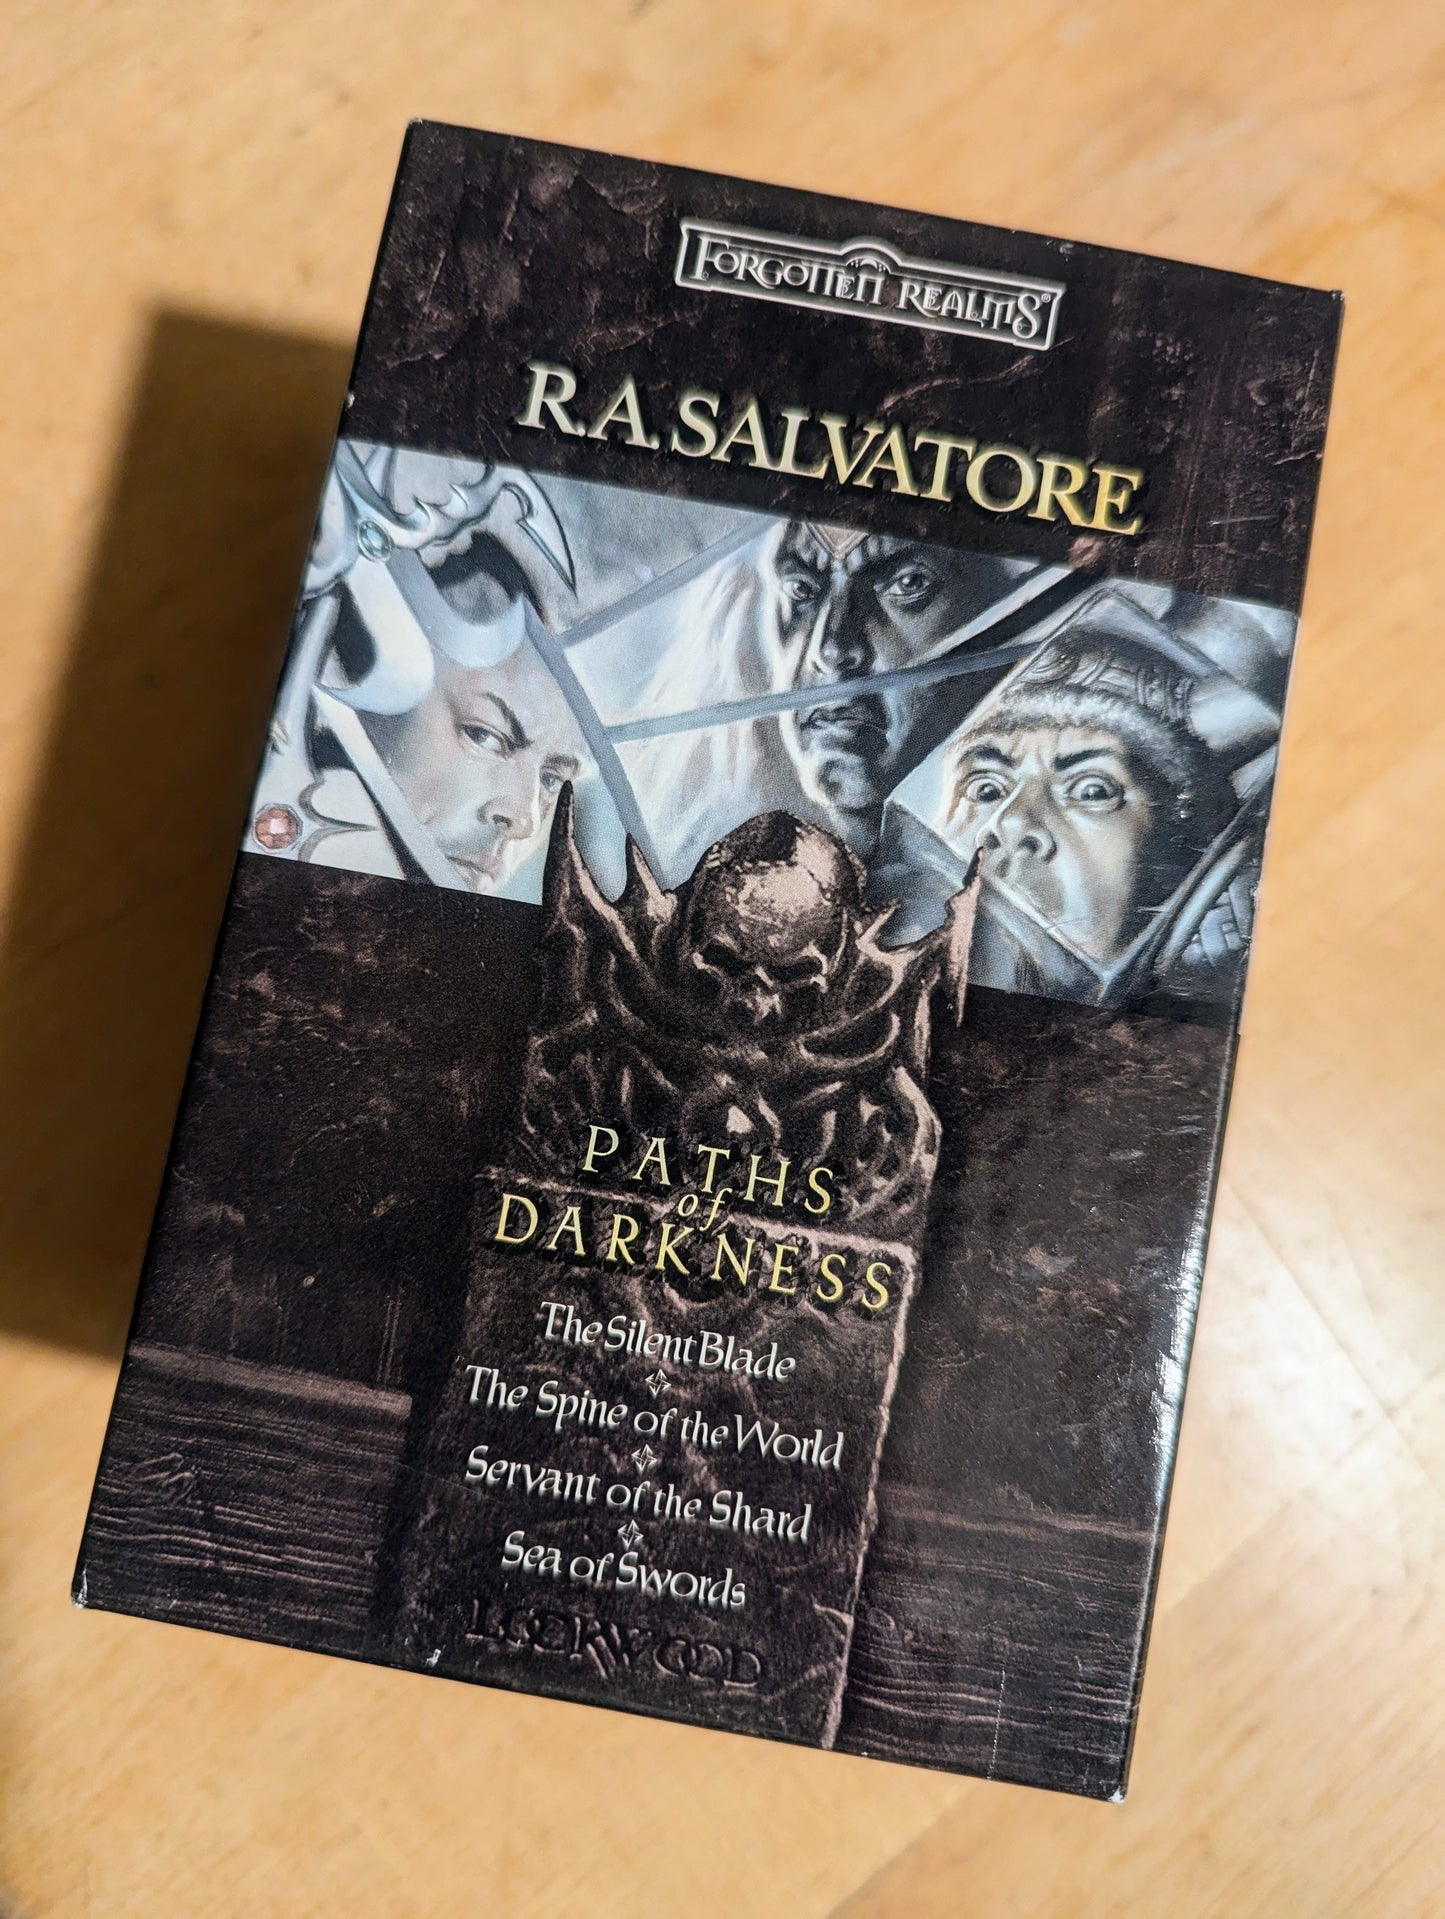 FORGOTTEN REALMS®
R.A. SALVATORE
PATHS
of
DARKNESS
The Silent Blade
The Spine of the World
Servant of the Shard
Sea of Swords
LOCKWOOD